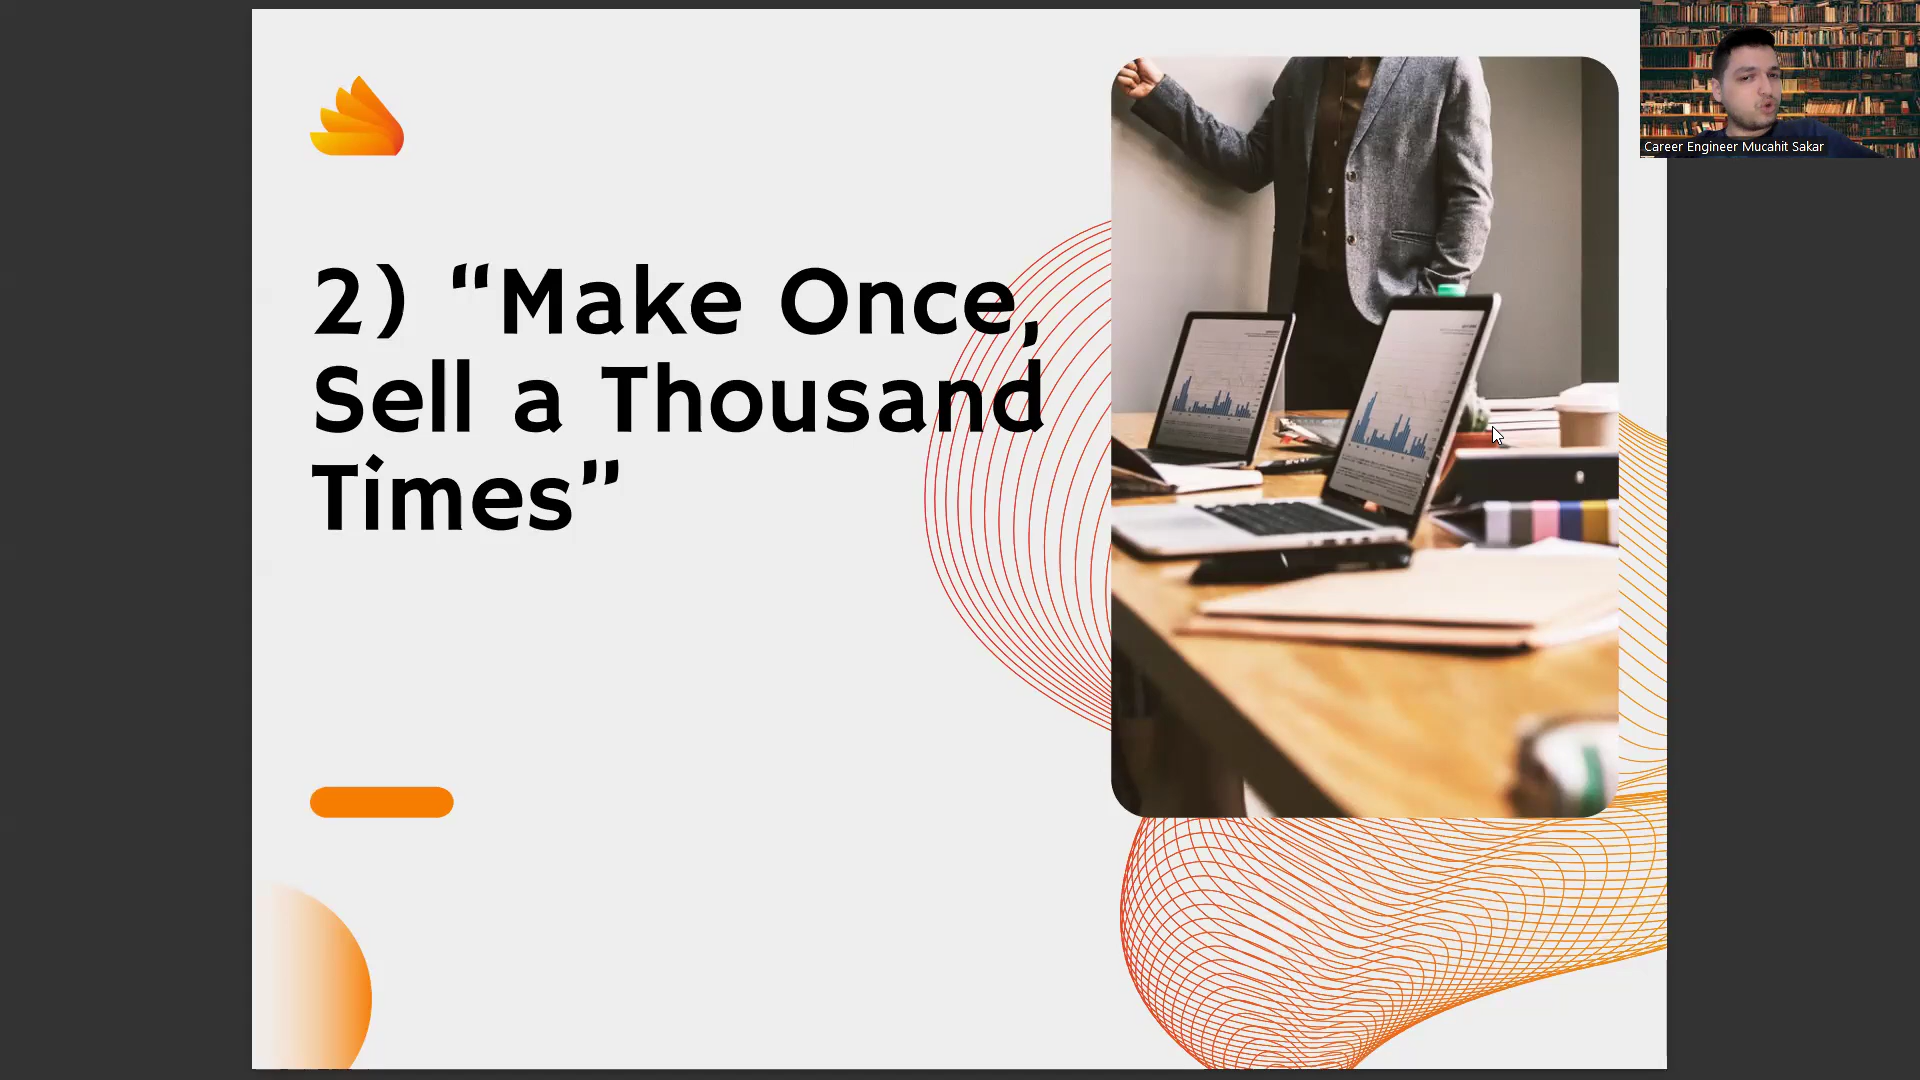 2) “Make Once,
Sell a Thousand
Times”
Career Engineer Mucahit Sakar